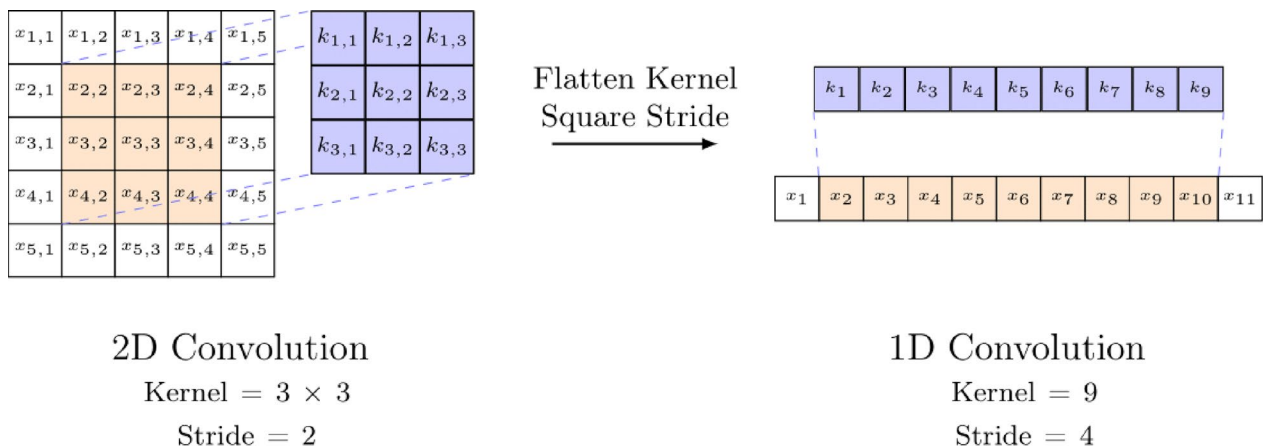 x1,1 x1,2 x1,3 x1,4 x1,5
x2,1 x2,2 x2,3 x2,4 x2,5
x3,1 x3,2 x3,3 x3,4 x3,5
x4,1 x4,2 x4,3 x4,4 x4,5
x5,1 x5,2 x5,3 x5,4 x5,5
k1,1 k1,2 k1,3
k2,1 k2,2 k2,3
k3,1 k3,2 k3,3
Flatten Kernel
Square Stride
k1 k2 k3 k4 k5 k6 k7 k8 k9
x1 x2 x3 x4 x5 x6 x7 x8 x9 x10 x11
2D Convolution
Kernel = 3 × 3
Stride = 2
1D Convolution
Kernel = 9
Stride = 4